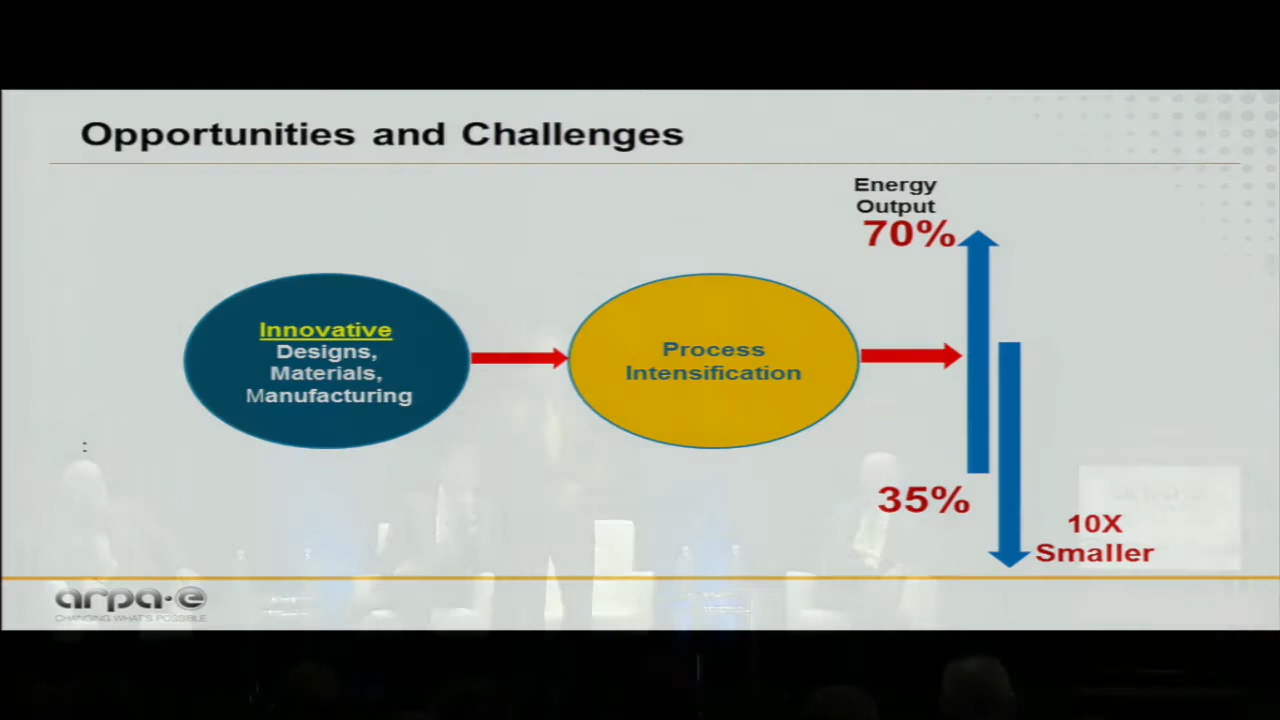 Opportunities and Challenges
Energy
Output
70%
Innovative
Designs,
Materials,
Manufacturing
Process
Intensification
:
35%
10X
Smaller
arpa·e
CHANGING WHAT'S POSSIBLE